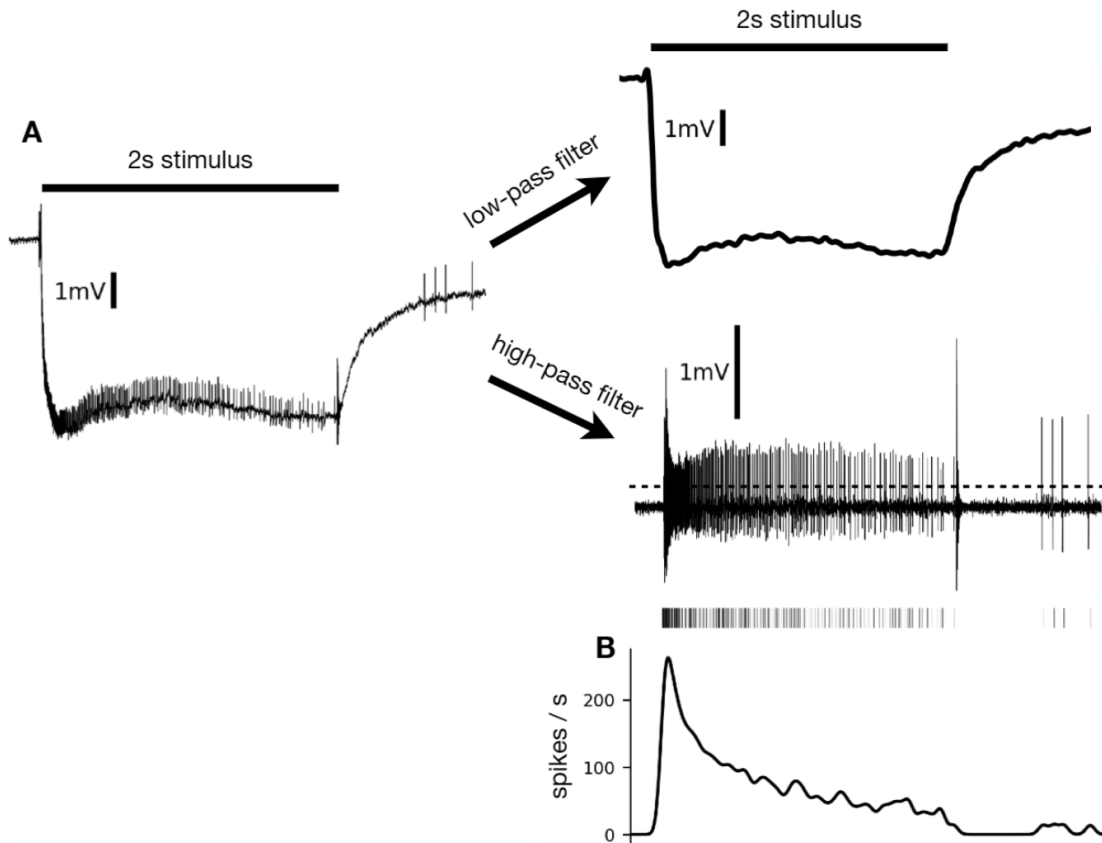 2s stimulus
1mV
A
2s stimulus
1mV
low-pass filter
high-pass filter
1mV
B
spikes / s
200
100
0